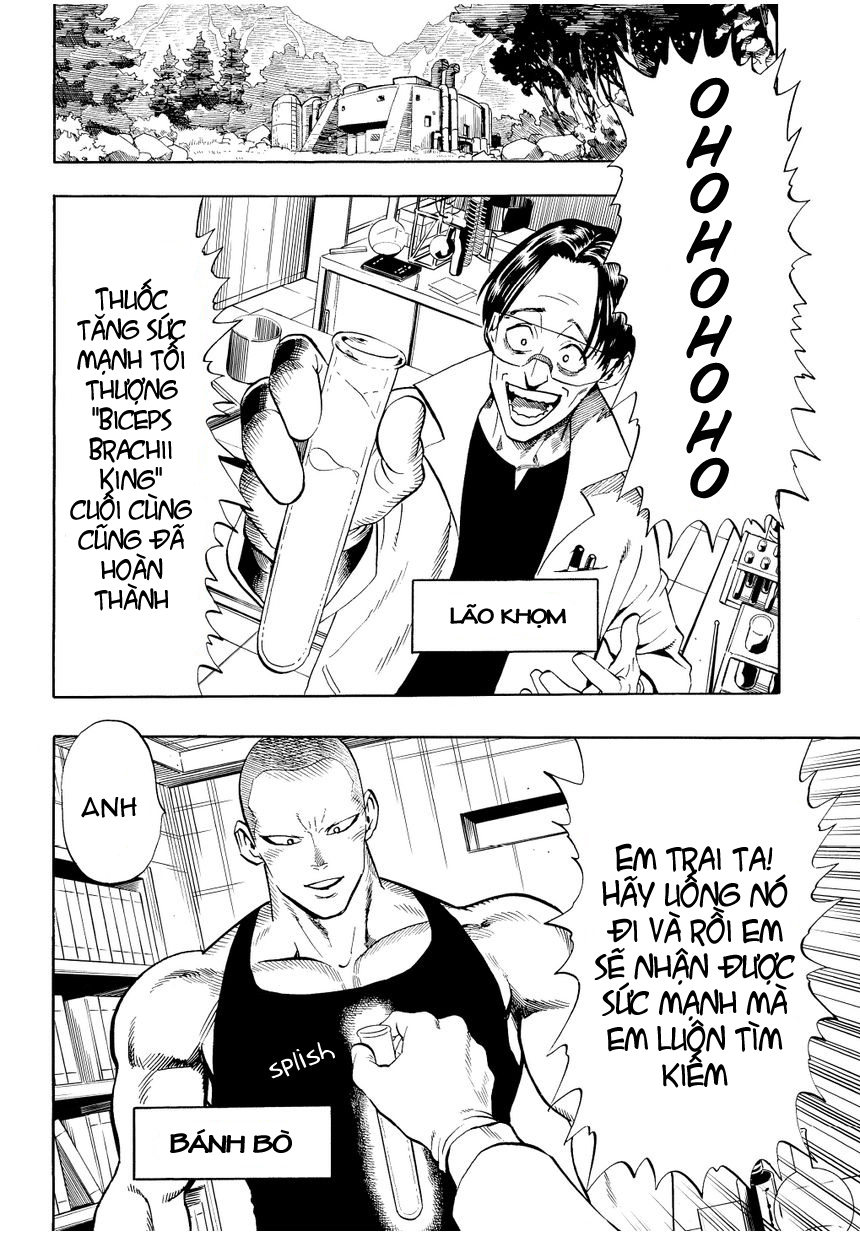 OHOHOHOHOHO
THUỐC
TĂNG SỨC
MẠNH TỐI
THƯỢNG
"BICEPS
BRACHII
KING"
CUỐI CÙNG
CŨNG ĐÃ
HOÀN
THÀNH
LÃO KHỌM
ANH
EM TRAI TA!
HÃY UỐNG NÓ
ĐI VÀ RỒI EM
SẼ NHẬN ĐƯỢC
SỨC MẠNH MÀ
EM LUÔN TÌM
KIẾM
splish
BÁNH BÒ